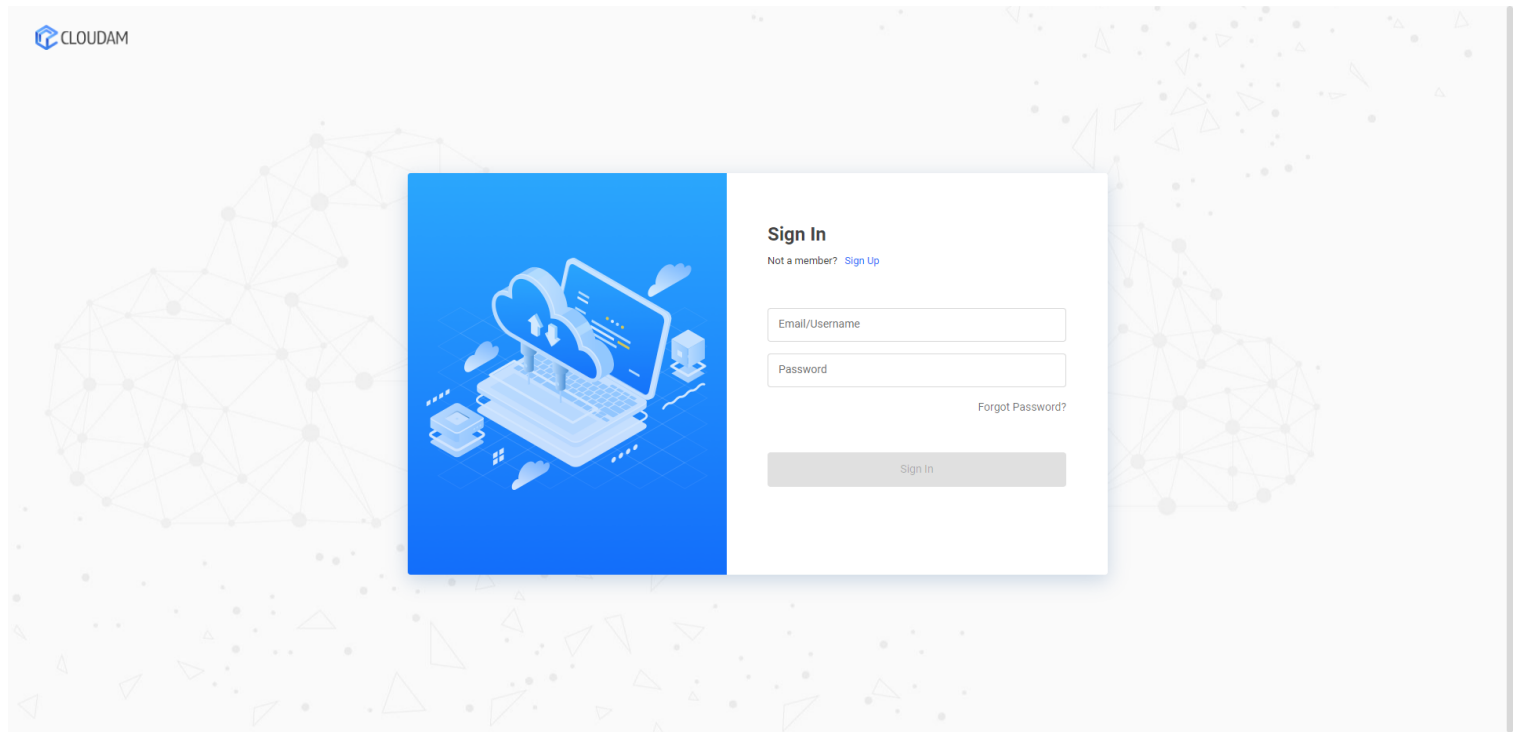 CLOUDAM
Sign In
Not a member? Sign Up
Email/Username
Password
Forgot Password?
Sign In